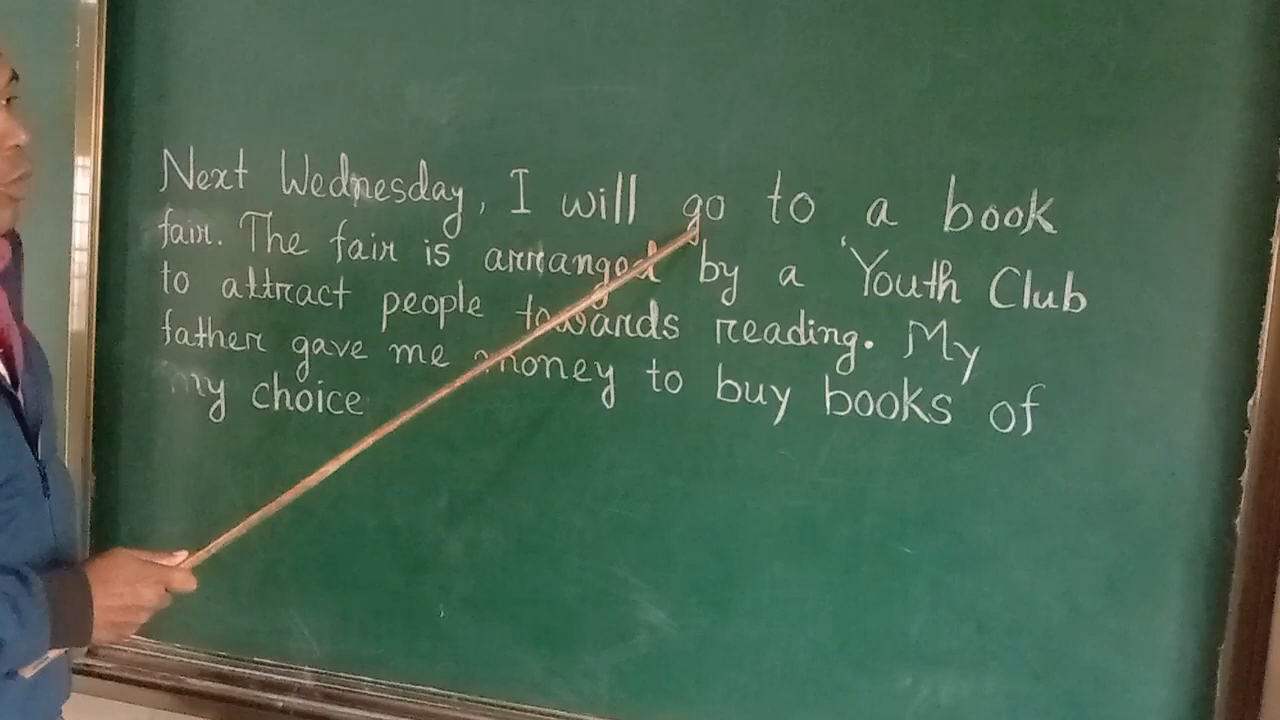 Next Wednesday, I will go to a book
fair. The fair is arranged by a 'Youth Club
to attract people towards reading. My
father gave me money to buy books of
my choice